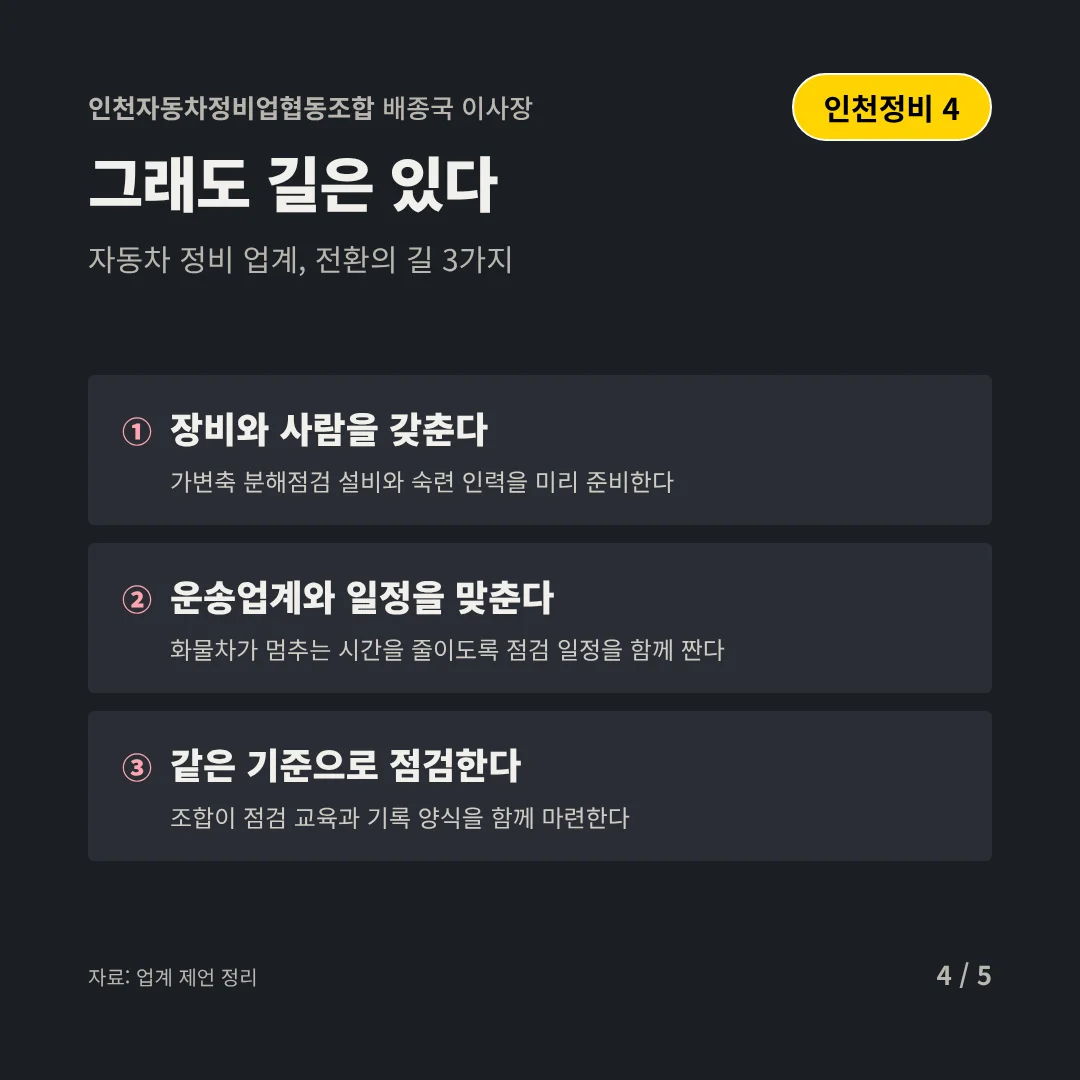 인천자동차정비업협동조합 배종국 이사장
인천정비 4
그래도 길은 있다
자동차 정비 업계, 전환의 길 3가지
① 장비와 사람을 갖춘다
가변축 분해점검 설비와 숙련 인력을 미리 준비한다
② 운송업계와 일정을 맞춘다
화물차가 멈추는 시간을 줄이도록 점검 일정을 함께 짠다
③ 같은 기준으로 점검한다
조합이 점검 교육과 기록 양식을 함께 마련한다
자료: 업계 제언 정리
4 / 5